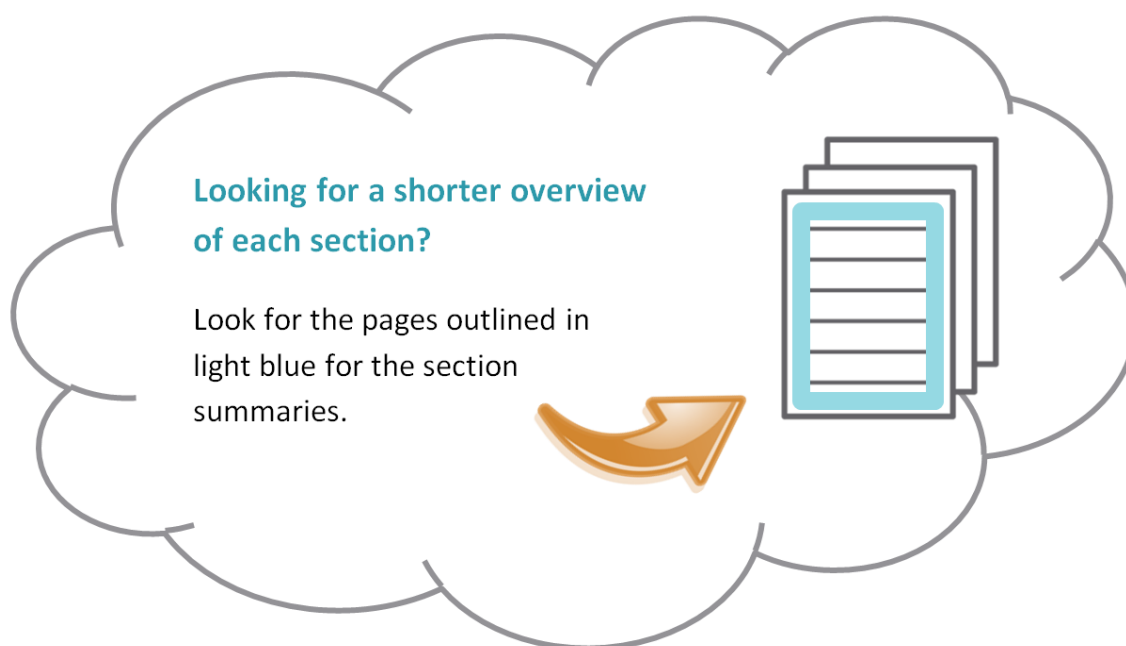 Looking for a shorter overview
of each section?
Look for the pages outlined in
light blue for the section
summaries.